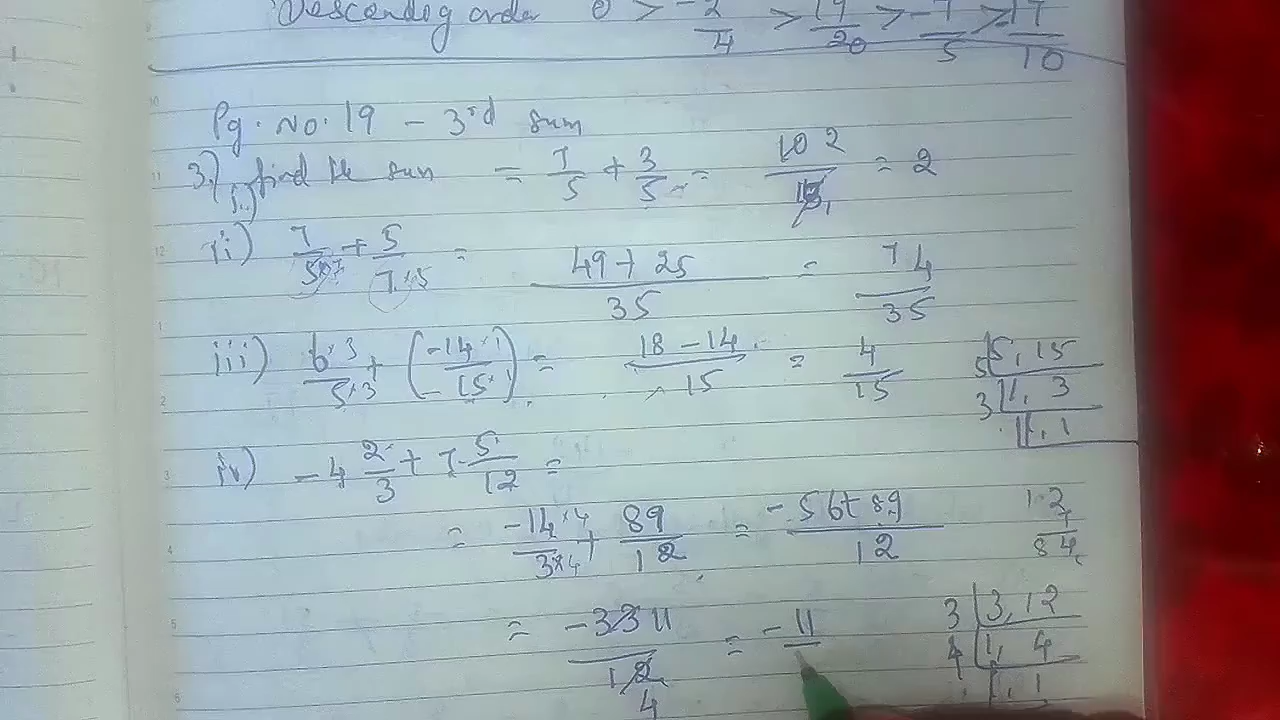 Descending order 0 > -2/4 > 19/20 > -7/5 > -17/10
Pg. No. 19 - 3rd sum
3.) find the sum = 7/5 + 3/5 = 10 2/ = 2
i.)
ii) 7/5×7 + 5/7×5 = 49 + 25/35 = 74/35
iii) 6×3/5×3 + (-14×1/-15×1) = 18 - 14/15 = 4/15
5 5, 15
3 1, 3
1, 1
iv) -4 2/3 + 7 5/12 =
= -14×4/3×4 + 89/12 = -56 + 89/12
12
7
84
= -33 11/12 4 = -11
3 3, 12
4 1, 4
1, 1